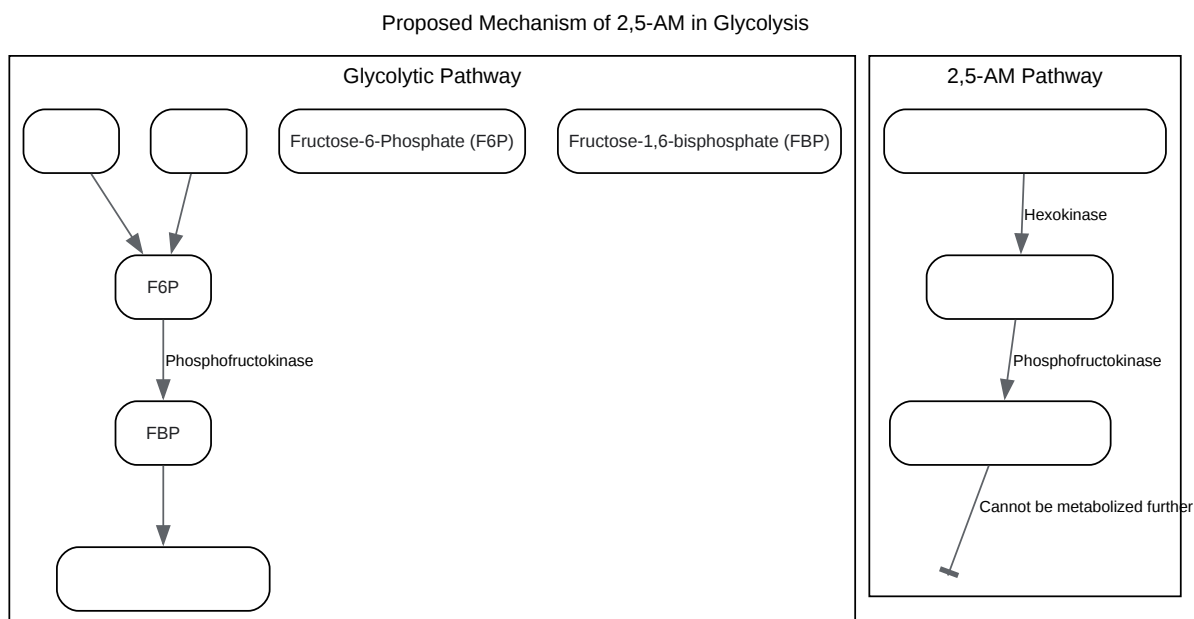 Proposed Mechanism of 2,5-AM in Glycolysis
Glycolytic Pathway
Fructose-6-Phosphate (F6P)
Fructose-1,6-bisphosphate (FBP)
F6P
Phosphofructokinase
FBP
2,5-AM Pathway
Hexokinase
Phosphofructokinase
Cannot be metabolized further